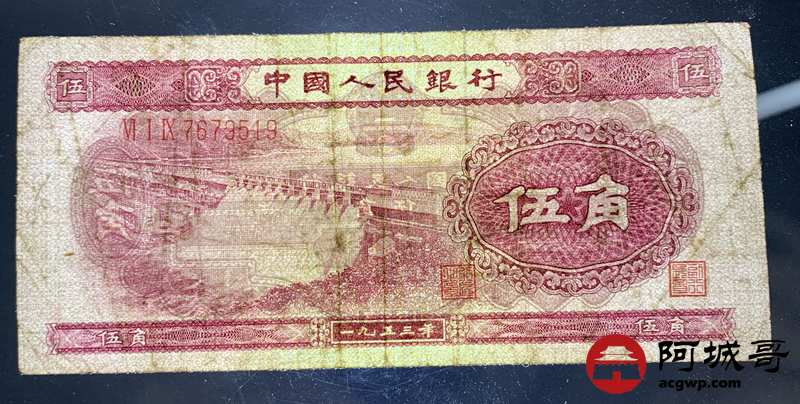 伍 中國人民銀行 伍
VI I IX 7673519
伍角
伍角 一九五三年 伍角
阿城哥
acgwp.com